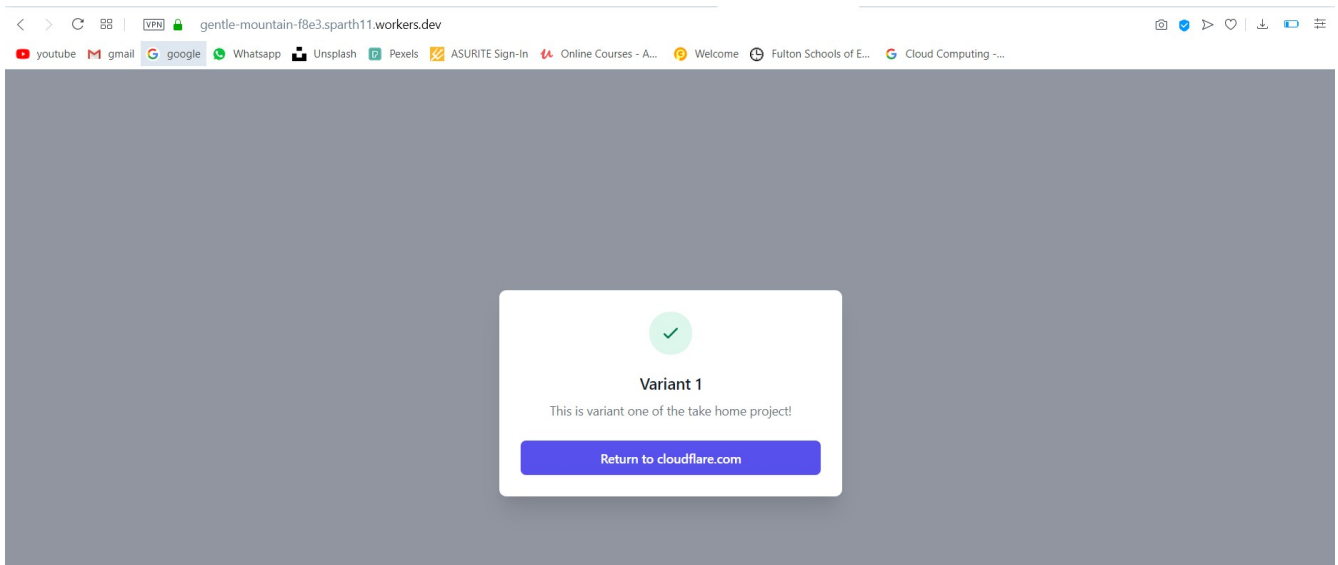 VPN gentle-mountain-f8e3.sparth11.workers.dev
youtube gmail google Whatsapp Unsplash Pexels ASURITE Sign-In Online Courses - A... Welcome Fulton Schools of E... Cloud Computing -...
Variant 1
This is variant one of the take home project!
Return to cloudflare.com